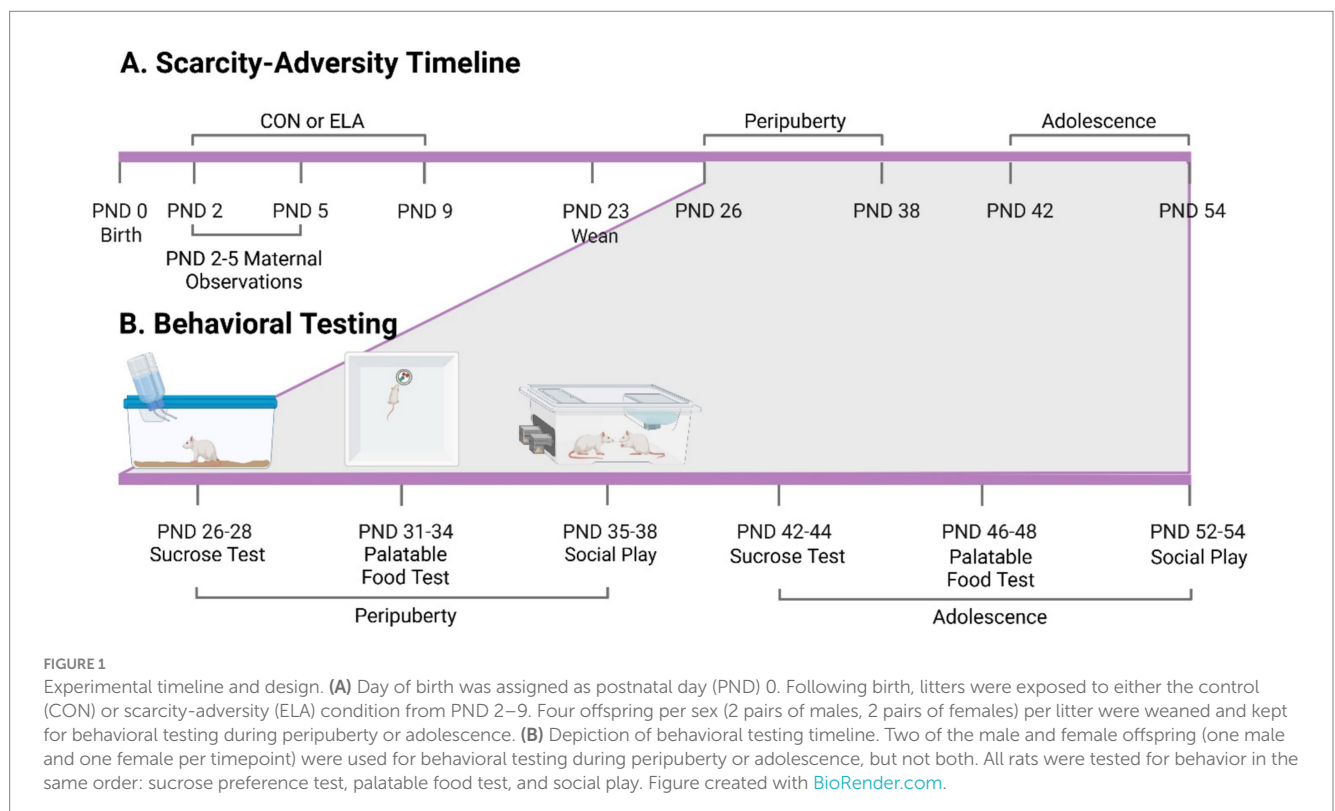 A. Scarcity-Adversity Timeline
CON or ELA
Peripuberty
Adolescence
PND 0
Birth
PND 2
PND 5
PND 9
PND 23
Wean
PND 26
PND 38
PND 42
PND 54
PND 2-5 Maternal
Observations
B. Behavioral Testing
PND 26-28
Sucrose Test
PND 31-34
Palatable
Food Test
PND 35-38
Social Play
PND 42-44
Sucrose Test
PND 46-48
Palatable
Food Test
PND 52-54
Social Play
Peripuberty
Adolescence
FIGURE 1
Experimental timeline and design. (A) Day of birth was assigned as postnatal day (PND) 0. Following birth, litters were exposed to either the control
(CON) or scarcity-adversity (ELA) condition from PND 2–9. Four offspring per sex (2 pairs of males, 2 pairs of females) per litter were weaned and kept
for behavioral testing during peripuberty or adolescence. (B) Depiction of behavioral testing timeline. Two of the male and female offspring (one male
and one female per timepoint) were used for behavioral testing during peripuberty or adolescence, but not both. All rats were tested for behavior in the
same order: sucrose preference test, palatable food test, and social play. Figure created with BioRender.com.